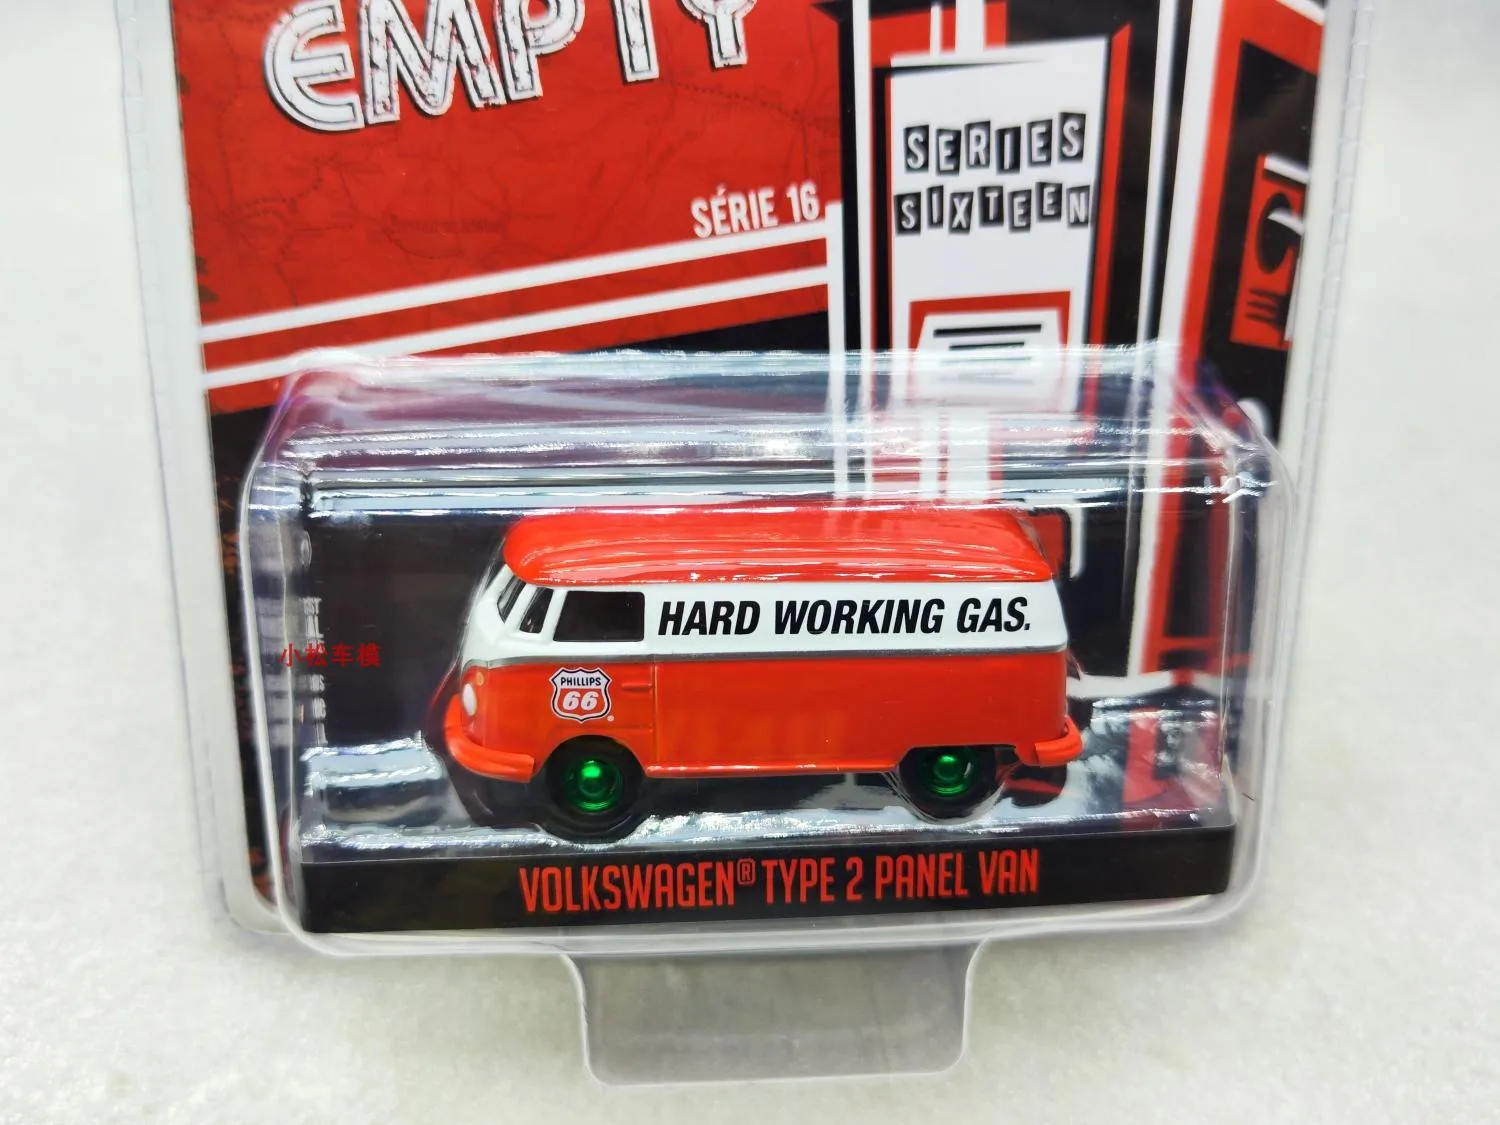 EMPTY
SÉRIE 16
SERIES
SIXTEEN
HARD WORKING GAS.
PHILLIPS
66
小松车模
VOLKSWAGEN® TYPE 2 PANEL VAN